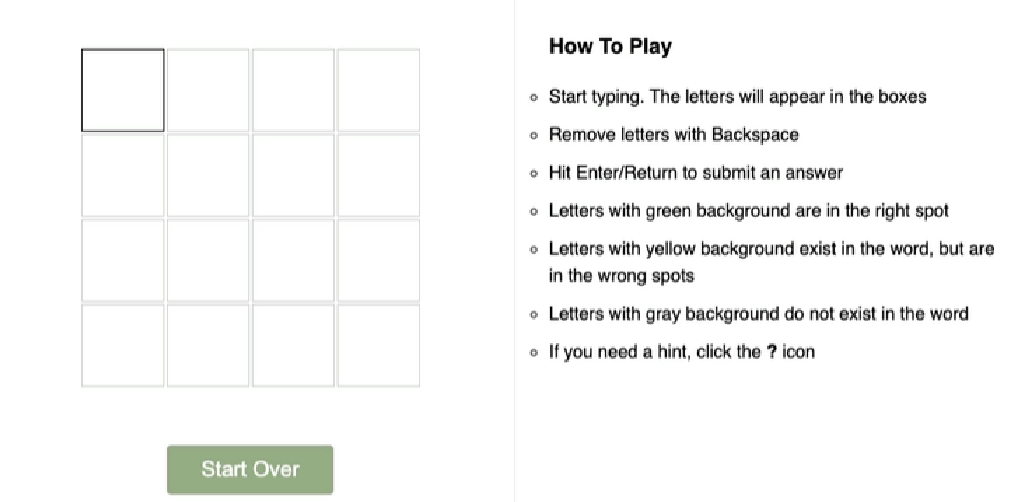 How To Play
Start typing. The letters will appear in the boxes
Remove letters with Backspace
Hit Enter/Return to submit an answer
Letters with green background are in the right spot
Letters with yellow background exist in the word, but are
in the wrong spots
Letters with gray background do not exist in the word
If you need a hint, click the ? icon
Start Over